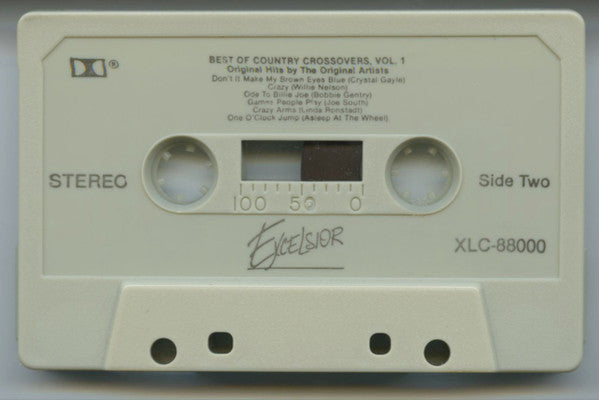 BEST OF COUNTRY CROSSOVERS, VOL. 1
Original Hits by The Original Artists
Don't It Make My Brown Eyes Blue (Crystal Gayle)
Crazy (Willie Nelson)
Ode To Billie Joe (Bobbie Gentry)
Games People Play (Joe South)
Crazy Arms (Linda Ronstadt)
One O'Clock Jump (Asleep At The Wheel)
STEREO
Side Two
100 50 0
EXCELSIOR
XLC-88000